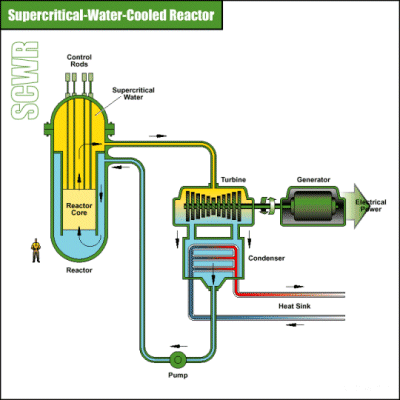 Supercritical-Water-Cooled Reactor
SCWR
Control
Rods
Supercritical
Water
Turbine
Generator
Electrical
Power
Reactor
Core
Condenser
Reactor
Heat Sink
Pump